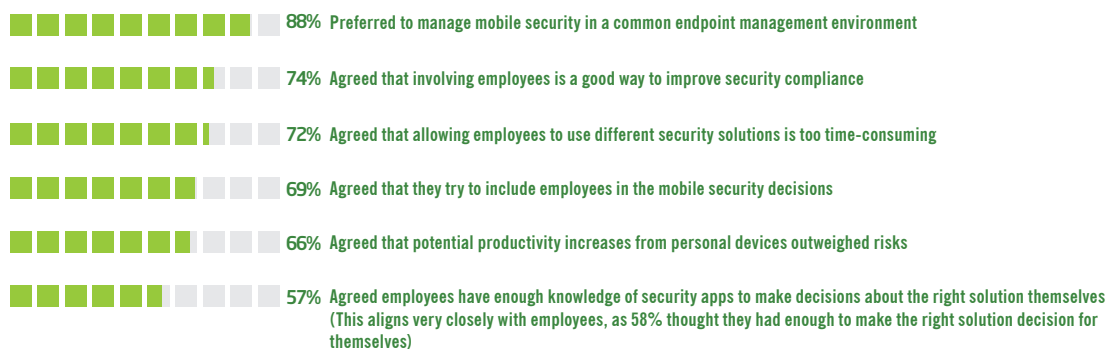 88% Preferred to manage mobile security in a common endpoint management environment
74% Agreed that involving employees is a good way to improve security compliance
72% Agreed that allowing employees to use different security solutions is too time-consuming
69% Agreed that they try to include employees in the mobile security decisions
66% Agreed that potential productivity increases from personal devices outweighed risks
57% Agreed employees have enough knowledge of security apps to make decisions about the right solution themselves
(This aligns very closely with employees, as 58% thought they had enough to make the right solution decision for
themselves)